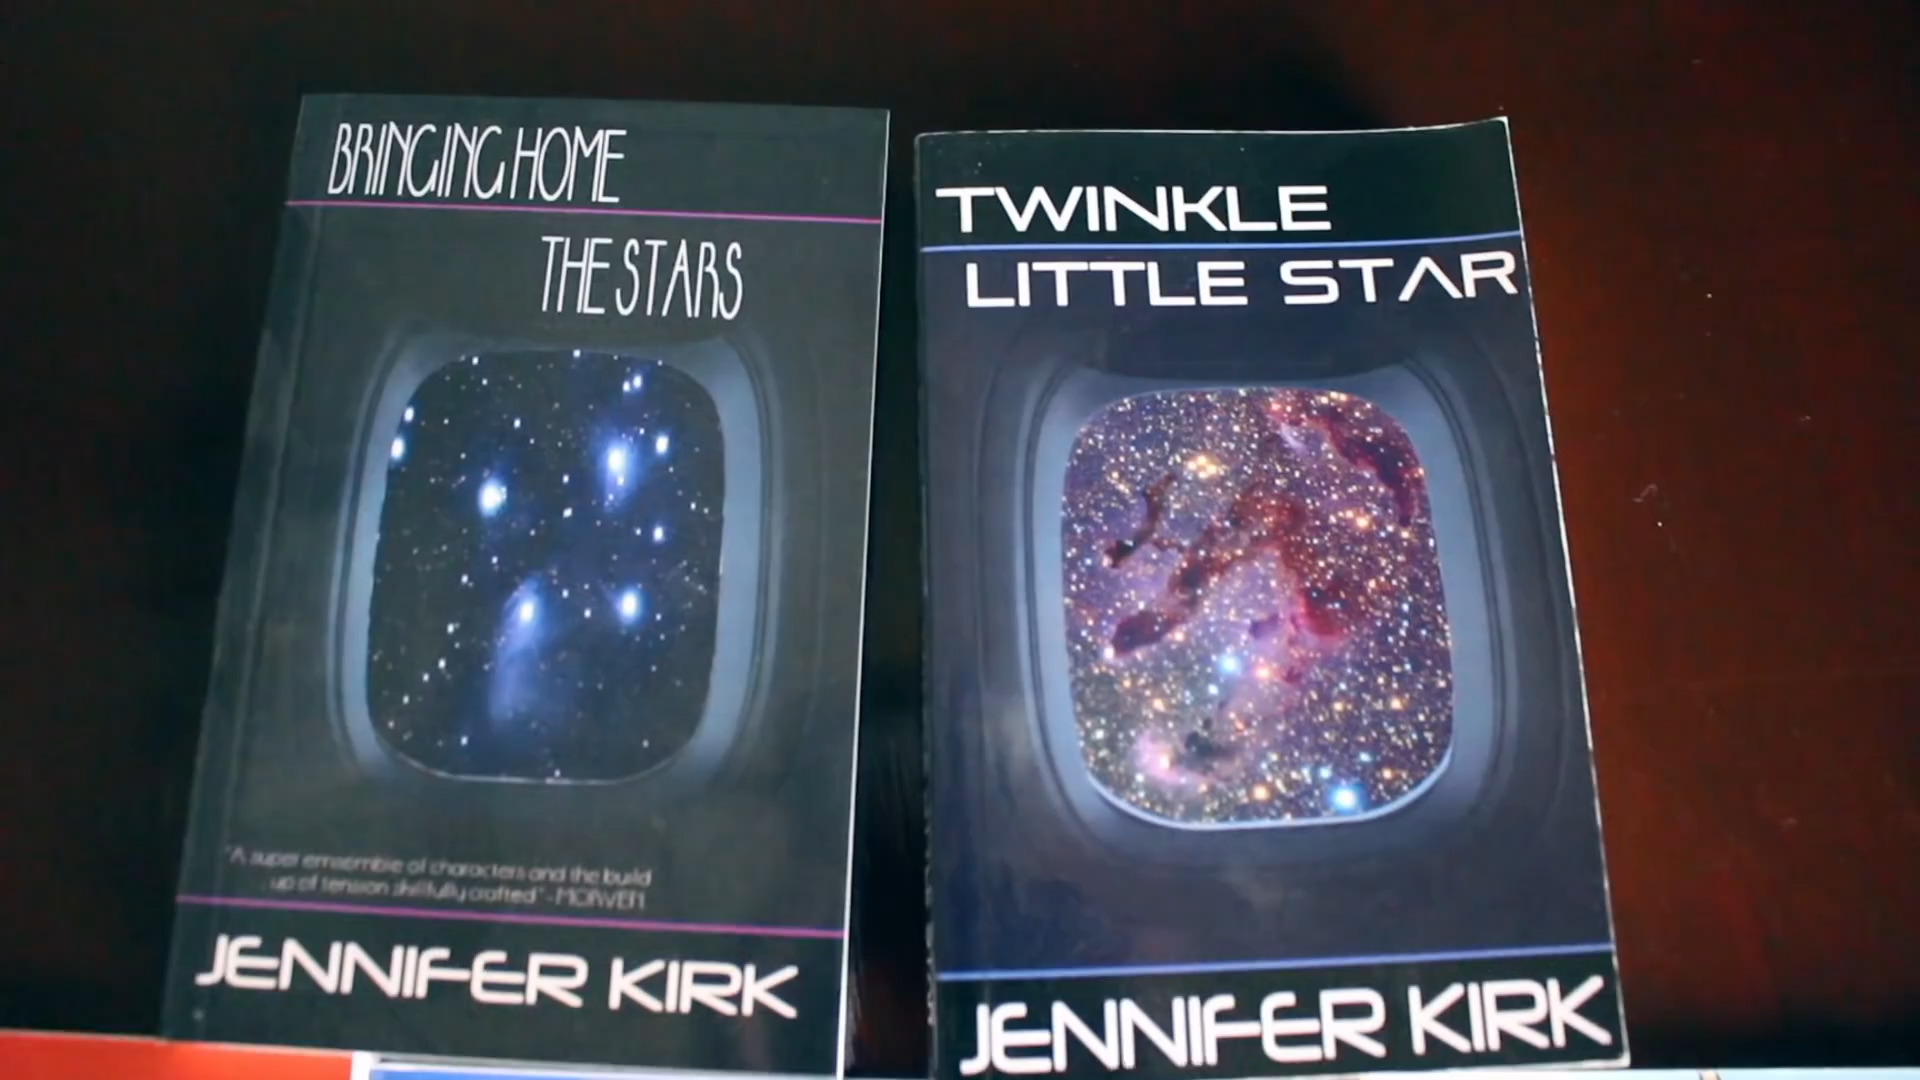 BRINGING HOME
THE STARS
"A super ensemble of characters and the build
up of tension skillfully crafted" - MORVEN
JENNIFER KIRK
TWINKLE
LITTLE STAR
JENNIFER KIRK